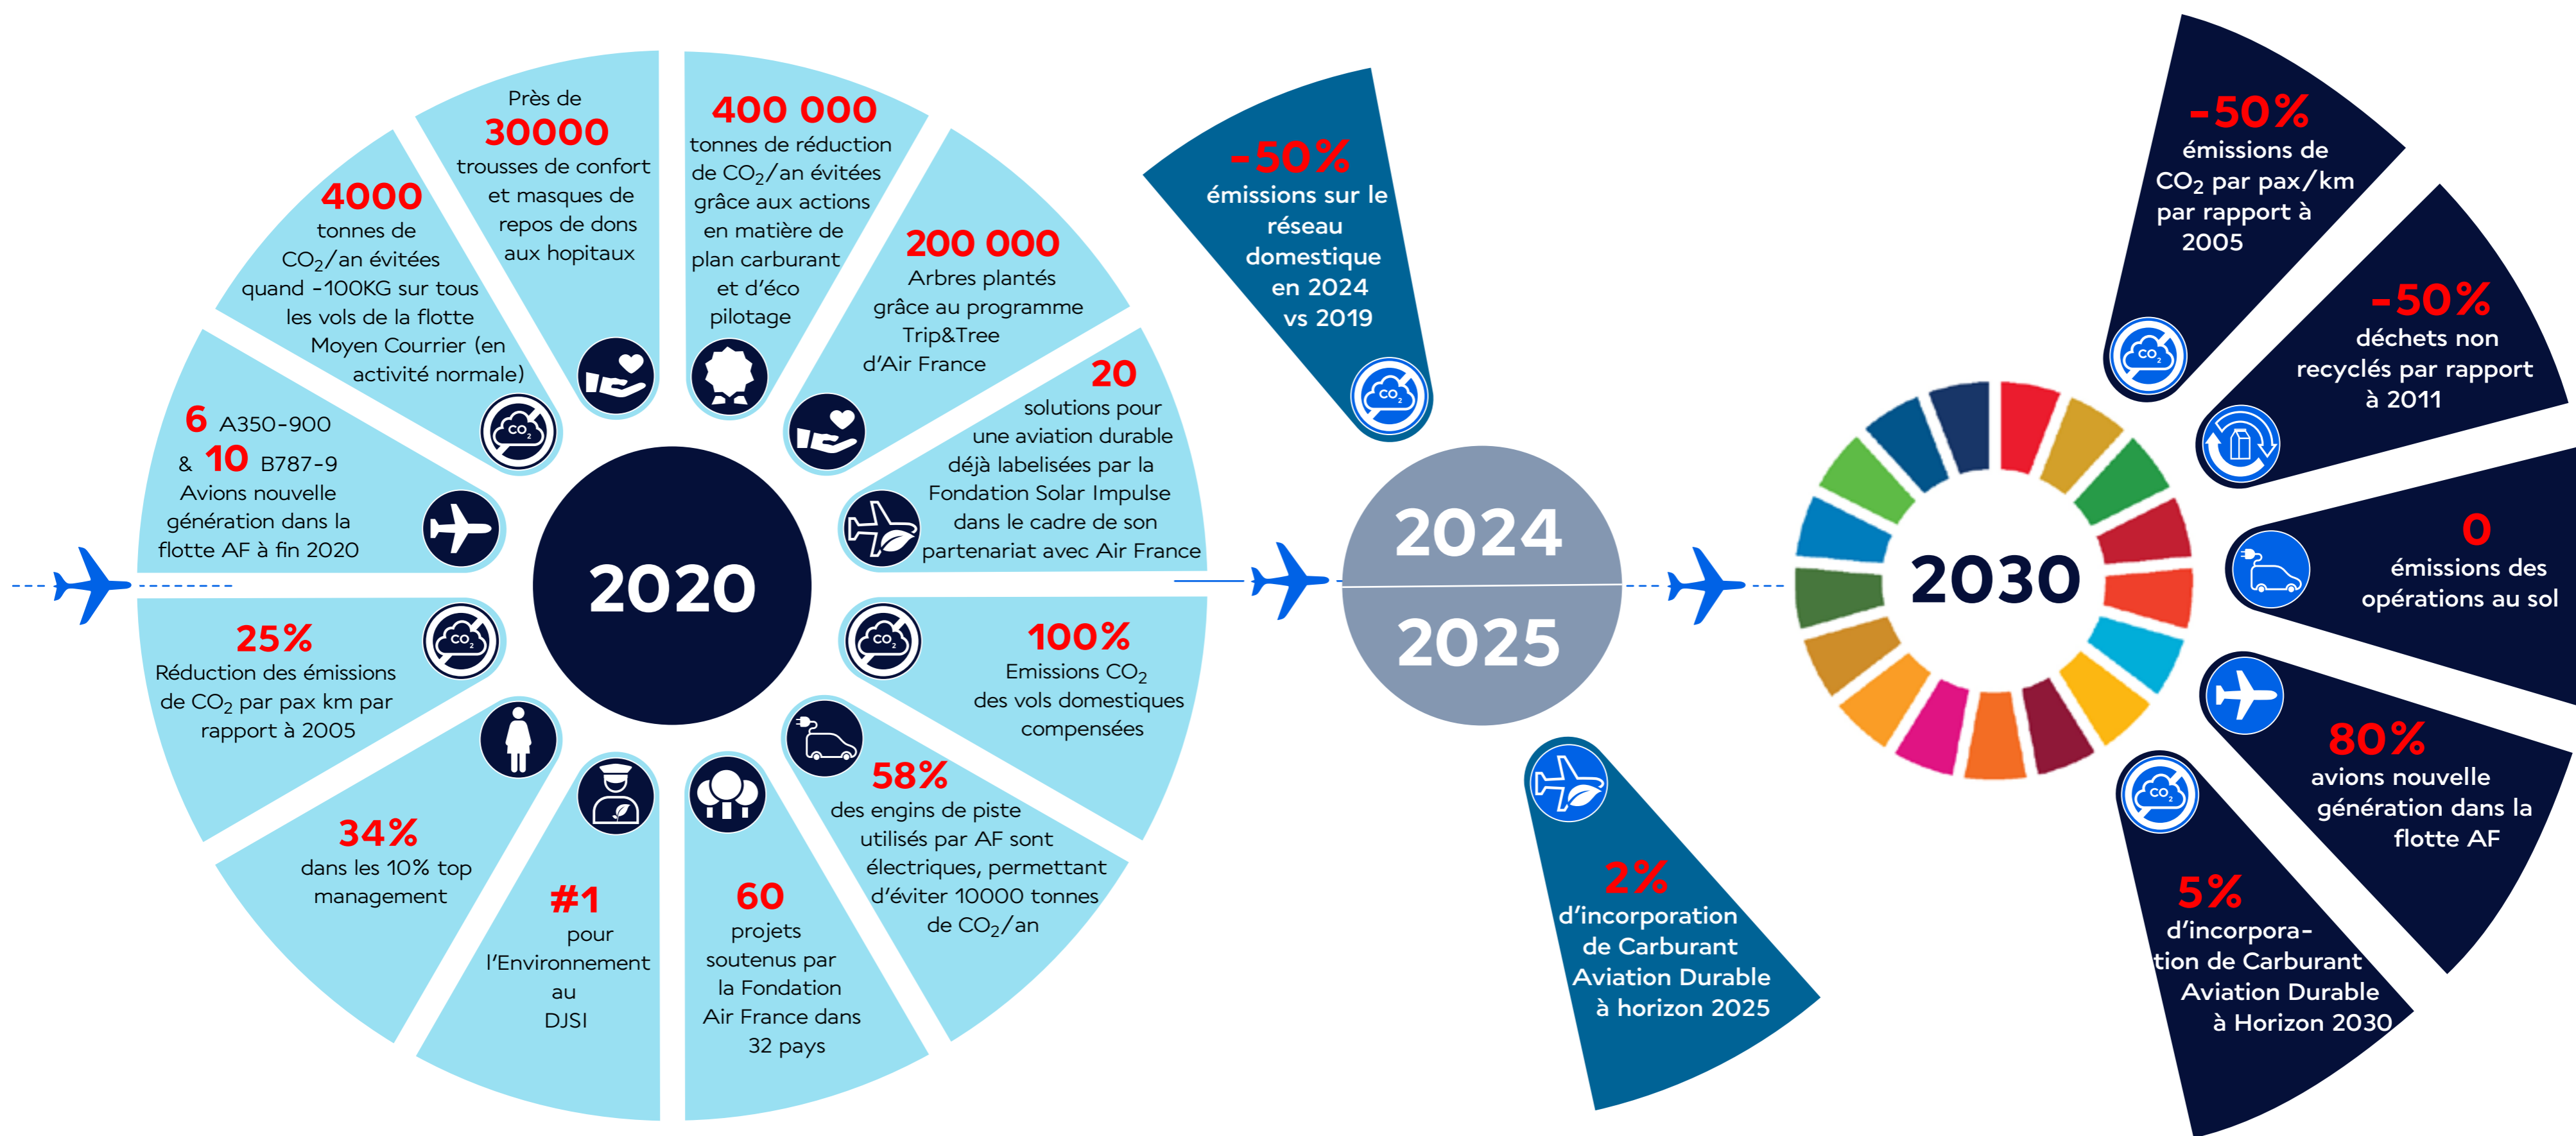 Près de
30000
trousses de confort
et masques de
repos de dons
aux hopitaux
400 000
tonnes de réduction
de CO₂/an évitées
grâce aux actions
en matière de
plan carburant
et d’éco
pilotage
200 000
Arbres plantés
grâce au programme
Trip&Tree
d’Air France
20
solutions pour
une aviation durable
déjà labelisées par la
Fondation Solar Impulse
dans le cadre de son
partenariat avec Air France
100%
Emissions CO₂
des vols domestiques
compensées
58%
des engins de piste
utilisés par AF sont
électriques, permettant
d’éviter 10000 tonnes
de CO₂/an
60
projets
soutenus par
la Fondation
Air France dans
32 pays
#1
pour
l’Environnement
au
DJSI
34%
dans les 10% top
management
25%
Réduction des émissions
de CO₂ par pax km par
rapport à 2005
6 A350-900
& 10 B787-9
Avions nouvelle
génération dans la
flotte AF à fin 2020
4000
tonnes de
CO₂/an évitées
quand -100KG sur tous
les vols de la flotte
Moyen Courrier (en
activité normale)
CO₂
CO₂
CO₂
2020
-50%
émissions sur le
réseau
domestique
en 2024
vs 2019
CO₂
2024
2025
2%
d’incorporation
de Carburant
Aviation Durable
à horizon 2025
2030
-50%
émissions de
CO₂ par pax/km
par rapport à
2005
CO₂
-50%
déchets non
recyclés par rapport
à 2011
0
émissions des
opérations au sol
80%
avions nouvelle
génération dans la
flotte AF
CO₂
5%
d’incorpora-
tion de Carburant
Aviation Durable
à Horizon 2030